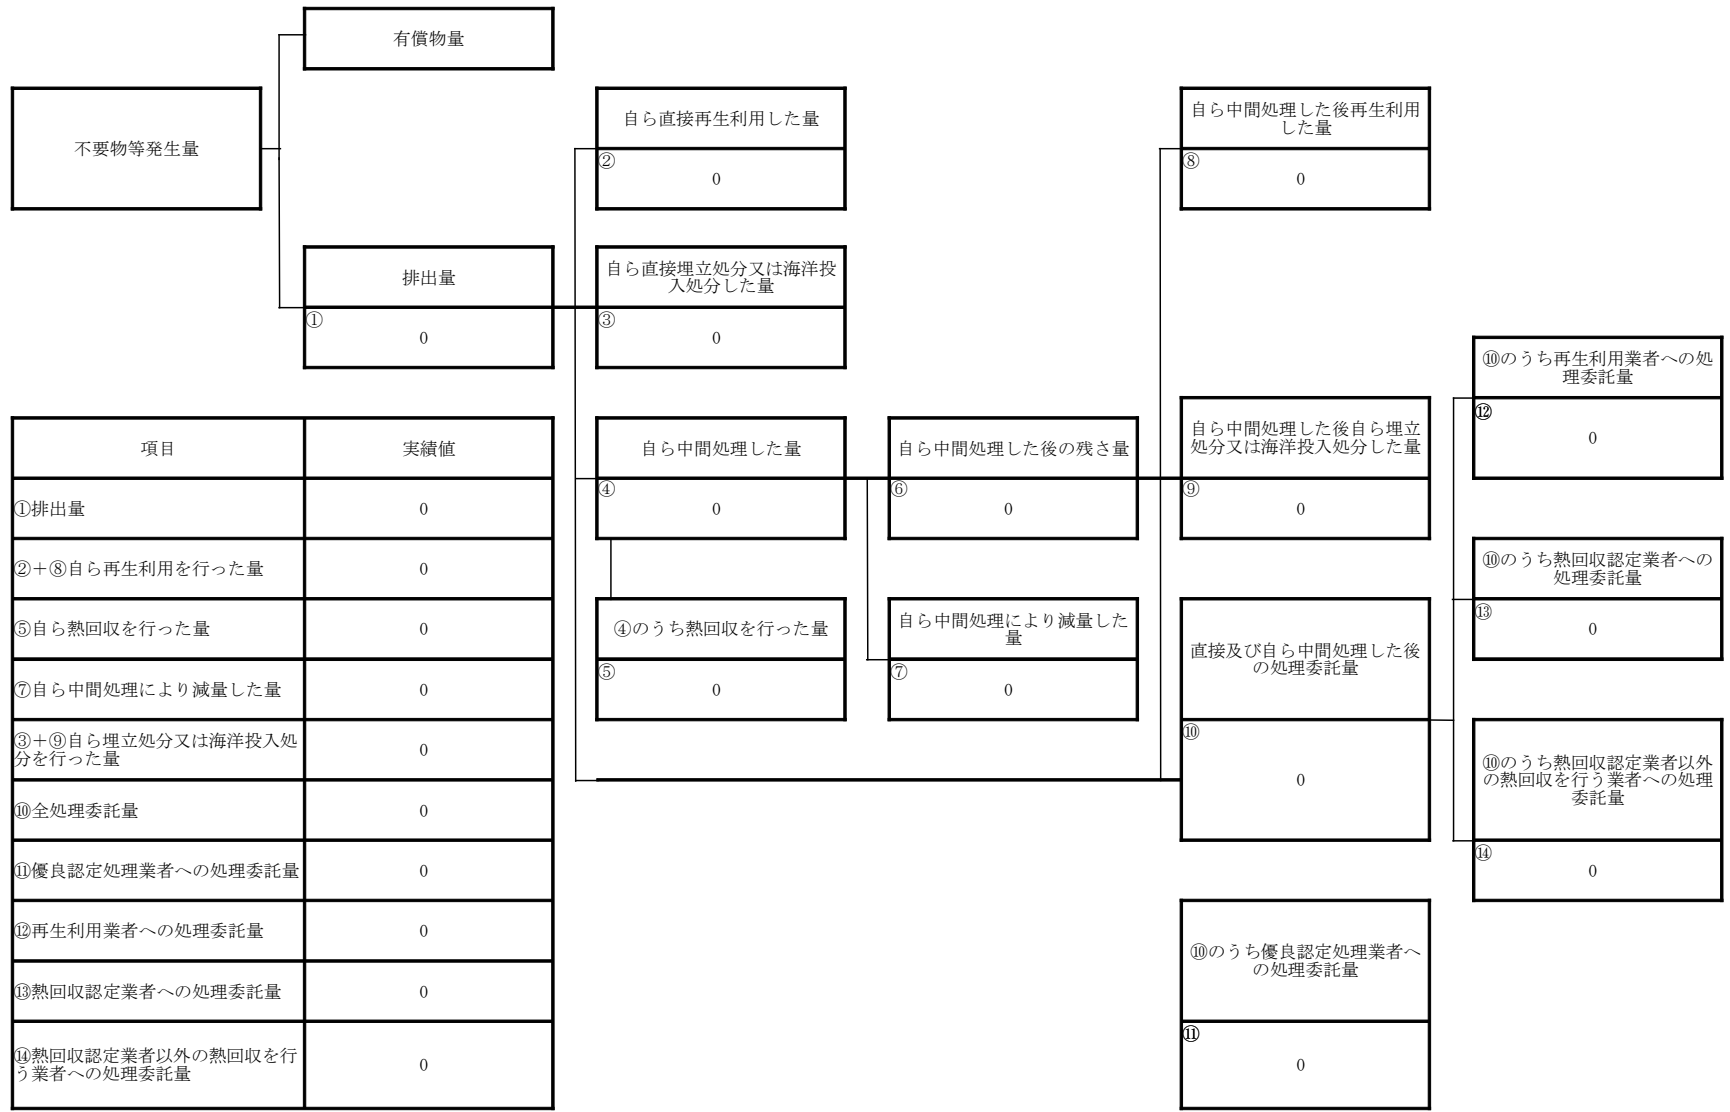 有償物量
不要物等発生量
自ら直接再生利用した量
②
0
自ら中間処理した後再生利用
した量
⑧
0
排出量
①
0
自ら直接埋立処分又は海洋投
入処分した量
③
0
⑩のうち再生利用業者への処
理委託量
⑫
0
項目
実績値
①排出量
0
②＋⑧自ら再生利用を行った量
0
⑤自ら熱回収を行った量
0
⑦自ら中間処理により減量した量
0
③＋⑨自ら埋立処分又は海洋投入処
分を行った量
0
⑩全処理委託量
0
⑪優良認定処理業者への処理委託量
0
⑫再生利用業者への処理委託量
0
⑬熱回収認定業者への処理委託量
0
⑭熱回収認定業者以外の熱回収を行
う業者への処理委託量
0
自ら中間処理した量
④
0
自ら中間処理した後の残さ量
⑥
0
自ら中間処理した後自ら埋立
処分又は海洋投入処分した量
⑨
0
④のうち熱回収を行った量
⑤
0
自ら中間処理により減量した
量
⑦
0
直接及び自ら中間処理した後
の処理委託量
⑩
0
⑩のうち熱回収認定業者への
処理委託量
⑬
0
⑩のうち熱回収認定業者以外
の熱回収を行う業者への処理
委託量
⑭
0
⑩のうち優良認定処理業者へ
の処理委託量
⑪
0